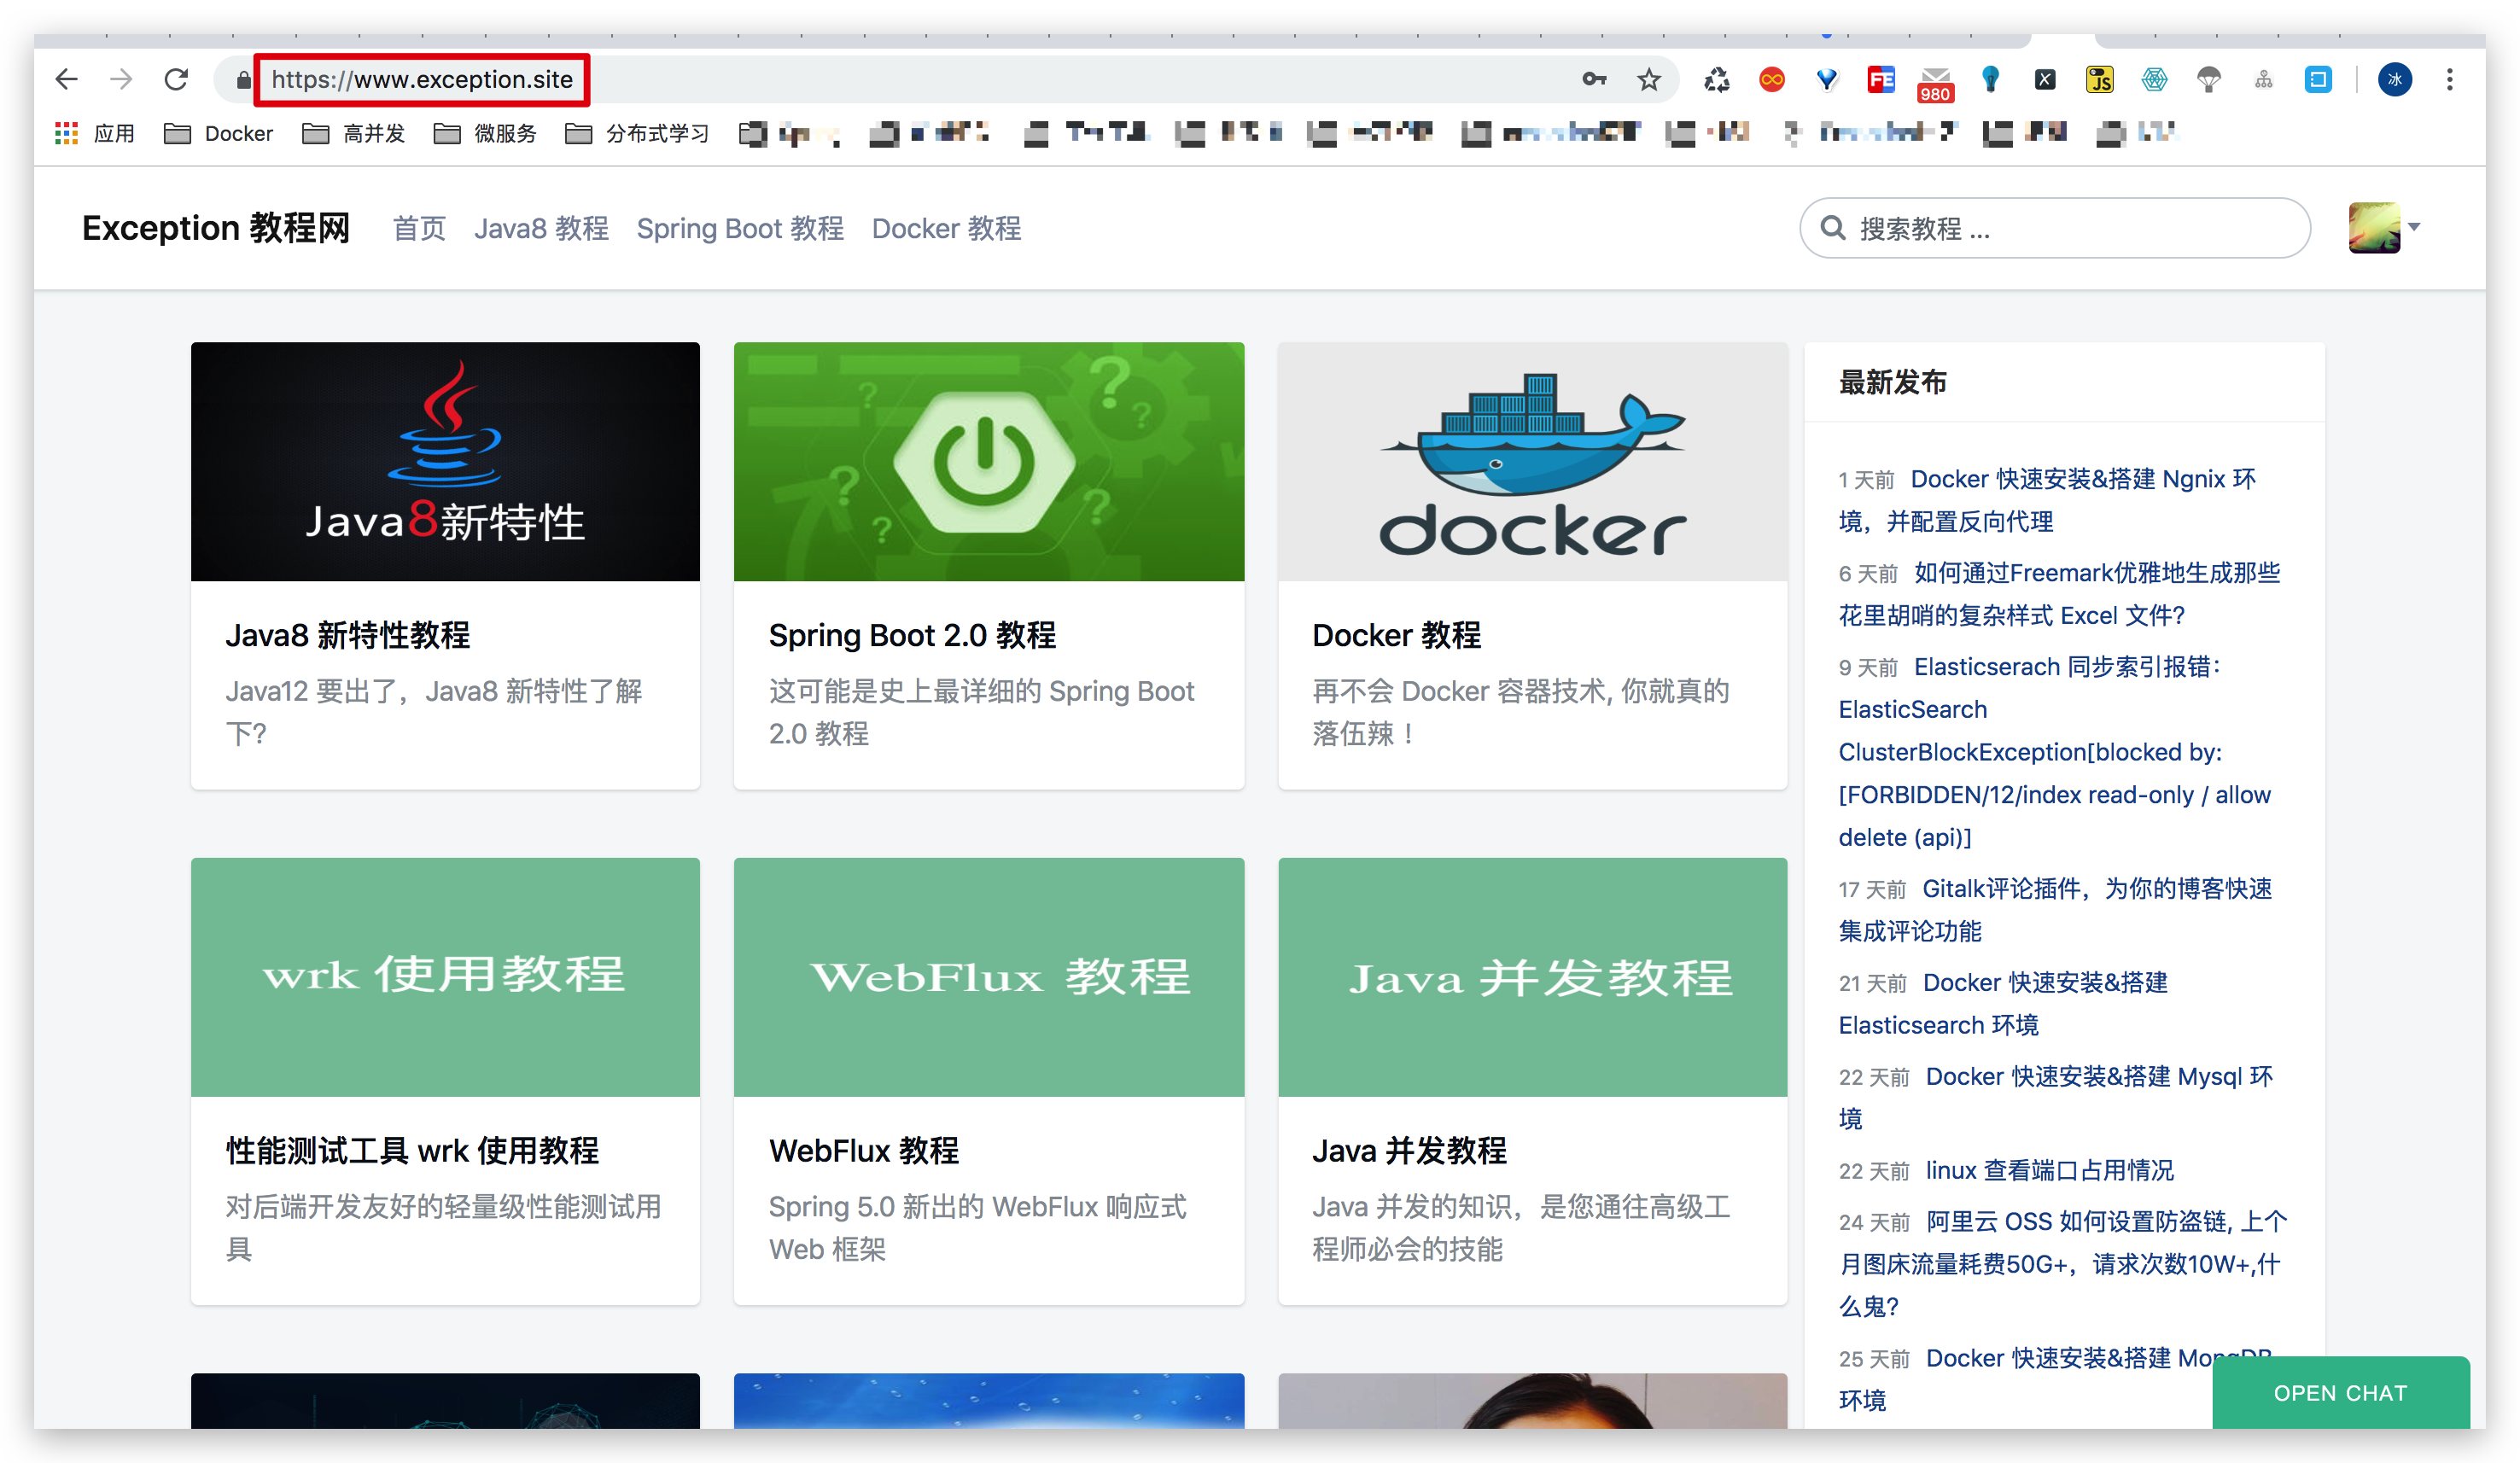 https://www.exception.site
980
应用 Docker 高并发 微服务 分布式学习
Exception 教程网 首页 Java8 教程 Spring Boot 教程 Docker 教程 搜索教程 ...
Java8新特性
docker
Java8 新特性教程
Java12 要出了，Java8 新特性了解
下?
Spring Boot 2.0 教程
这可能是史上最详细的 Spring Boot
2.0 教程
Docker 教程
再不会 Docker 容器技术, 你就真的
落伍辣！
wrk 使用教程
WebFlux 教程
Java 并发教程
性能测试工具 wrk 使用教程
对后端开发友好的轻量级性能测试用
具
WebFlux 教程
Spring 5.0 新出的 WebFlux 响应式
Web 框架
Java 并发教程
Java 并发的知识，是您通往高级工
程师必会的技能
最新发布
1 天前 Docker 快速安装&搭建 Ngnix 环
境，并配置反向代理
6 天前 如何通过Freemark优雅地生成那些
花里胡哨的复杂样式 Excel 文件?
9 天前 Elasticserach 同步索引报错：
ElasticSearch
ClusterBlockException[blocked by:
[FORBIDDEN/12/index read-only / allow
delete (api)]
17 天前 Gitalk评论插件，为你的博客快速
集成评论功能
21 天前 Docker 快速安装&搭建
Elasticsearch 环境
22 天前 Docker 快速安装&搭建 Mysql 环
境
22 天前 linux 查看端口占用情况
24 天前 阿里云 OSS 如何设置防盗链, 上个
月图床流量耗费50G+，请求次数10W+,什
么鬼?
25 天前 Docker 快速安装&搭建 MongDB
环境
OPEN CHAT
FE
JS
冰